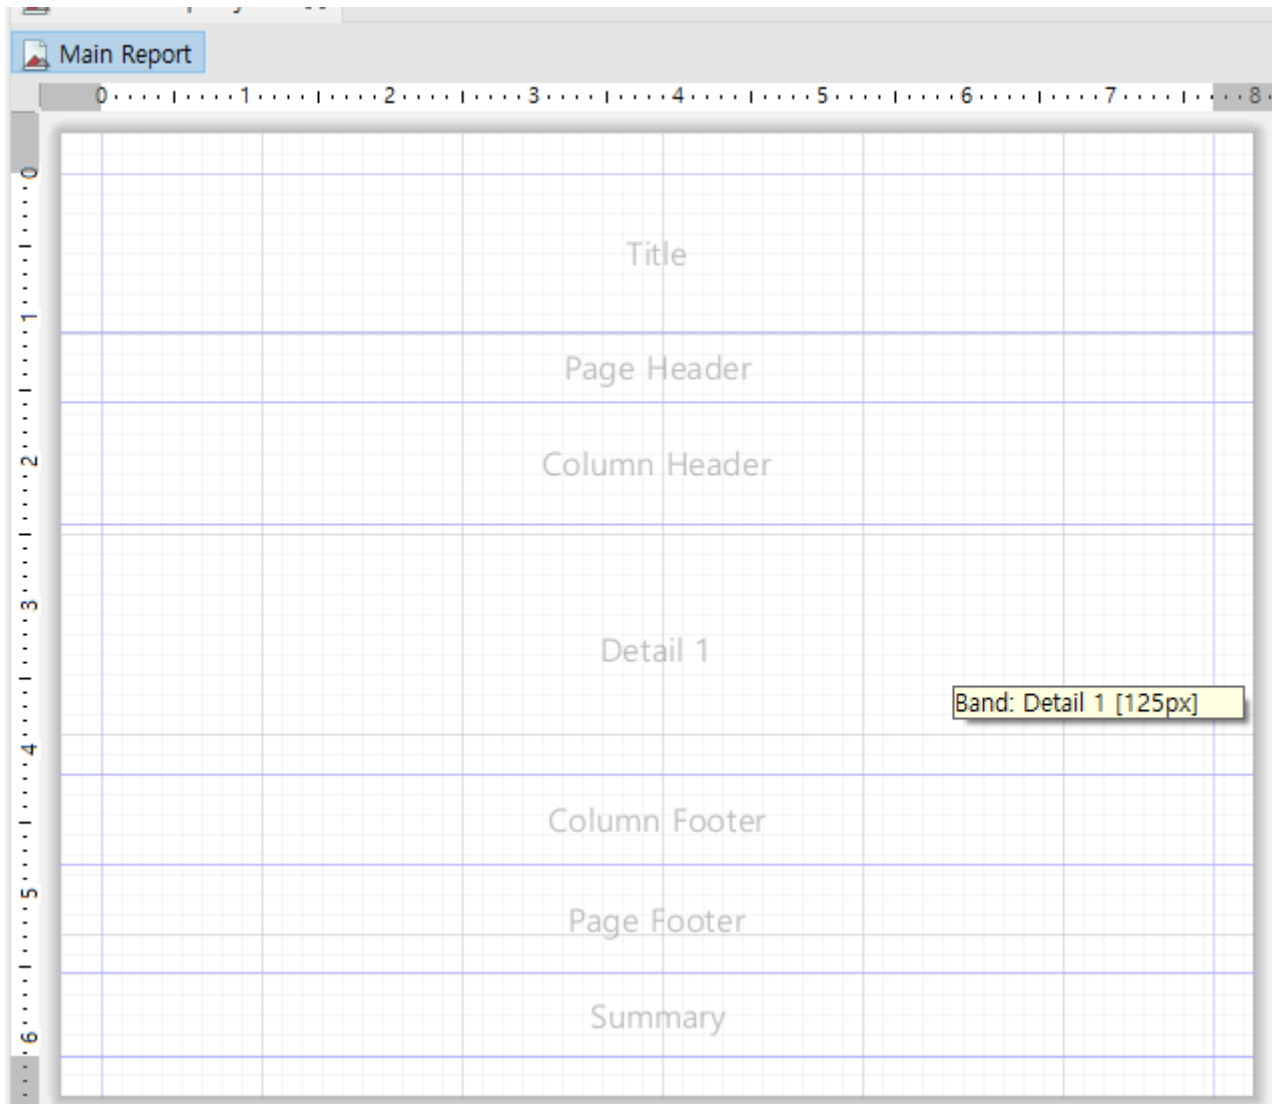 Main Report
0 1 2 3 4 5 6 7 8
0
Title
1
Page Header
Column Header
2
3
Detail 1
Band: Detail 1 [125px]
4
Column Footer
5
Page Footer
Summary
6